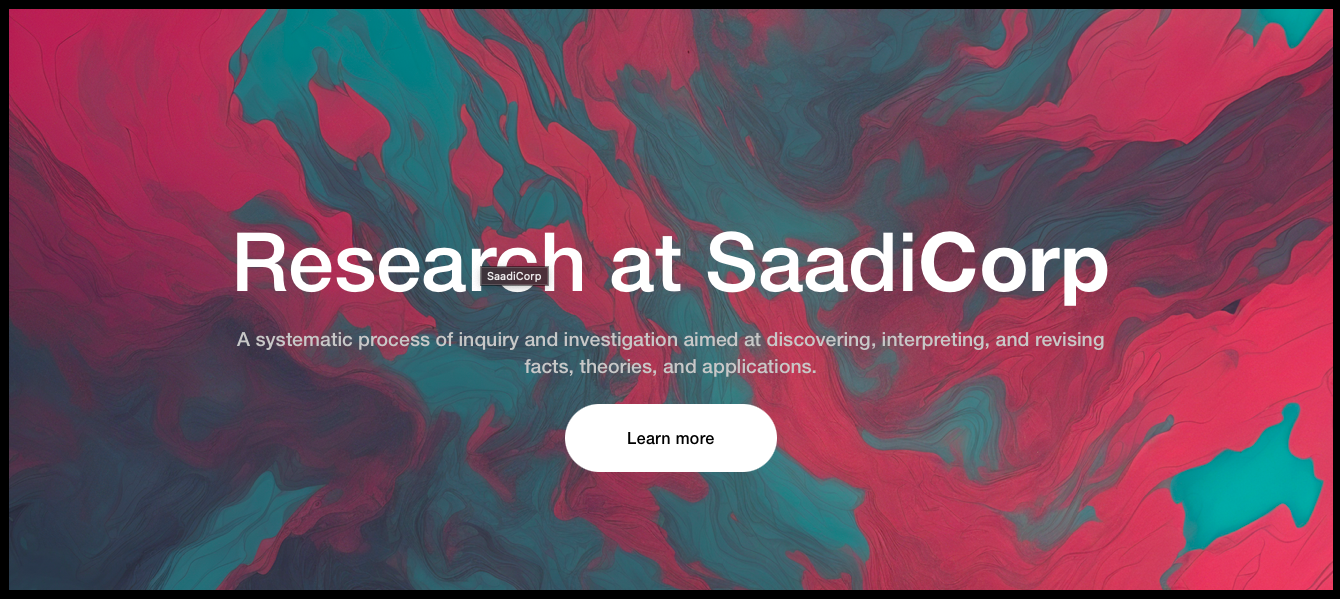 Research at SaadiCorp
SaadiCorp
A systematic process of inquiry and investigation aimed at discovering, interpreting, and revising
facts, theories, and applications.
Learn more